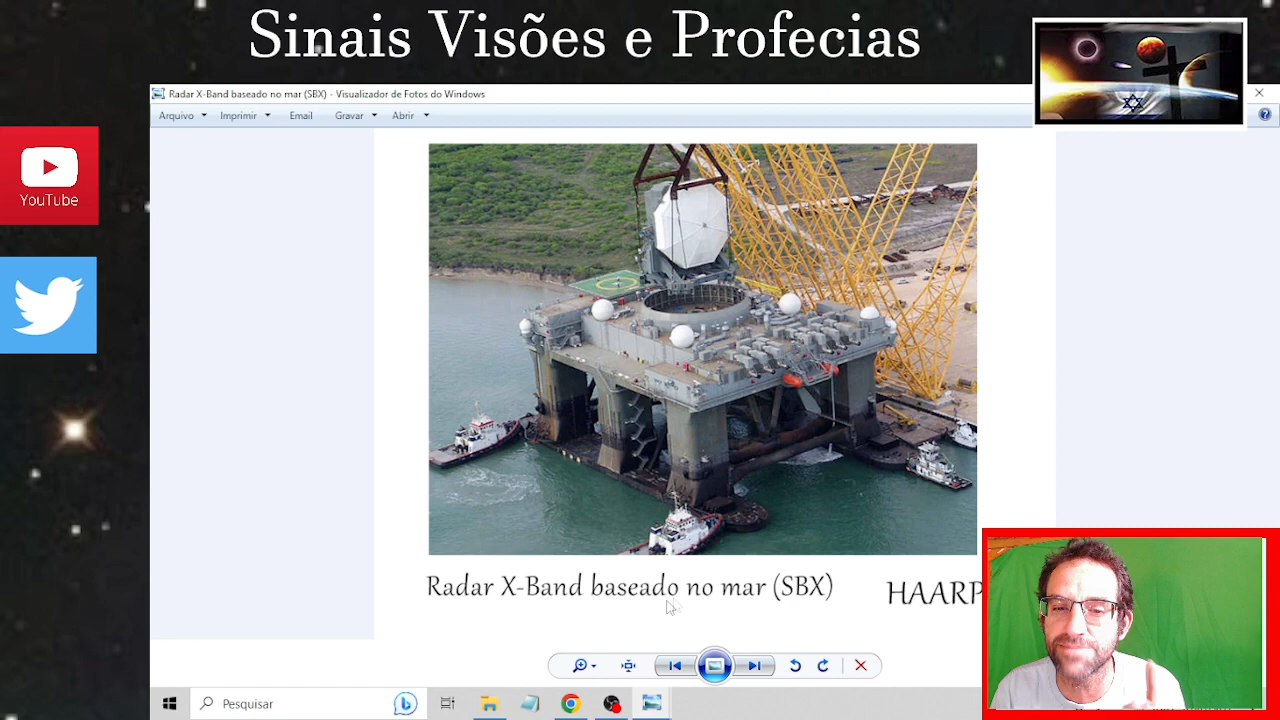 Sinais Visões e Profecias
Radar X-Band baseado no mar (SBX) - Visualizador de Fotos do Windows
Arquivo Imprimir Email Gravar Abrir
YouTube
Radar X-Band baseado no mar (SBX)
HAARP
Pesquisar